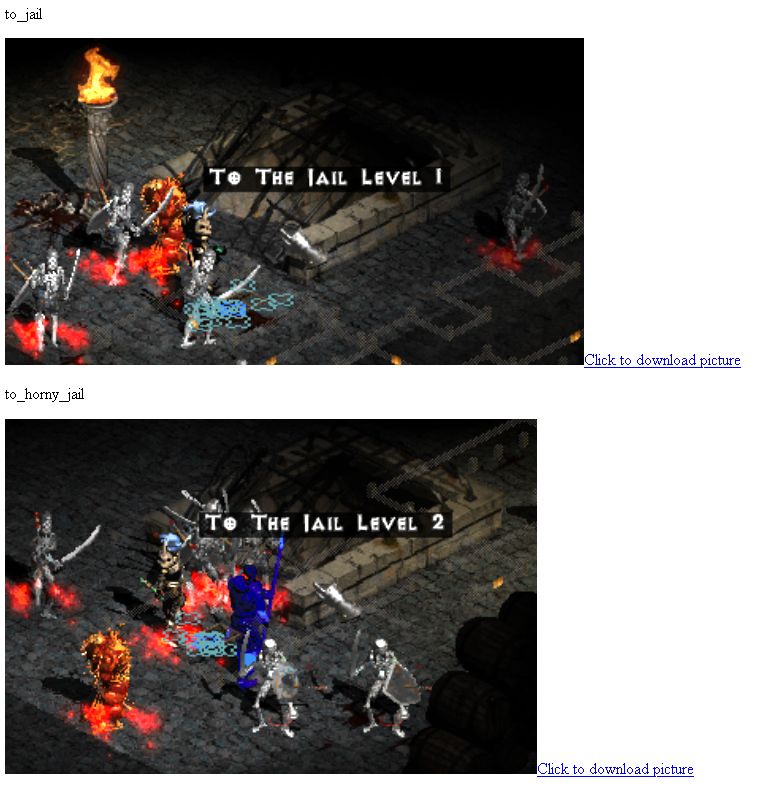 to_jail
To The Jail Level 1
Click to download picture
to_horny_jail
To The Jail Level 2
Click to download picture